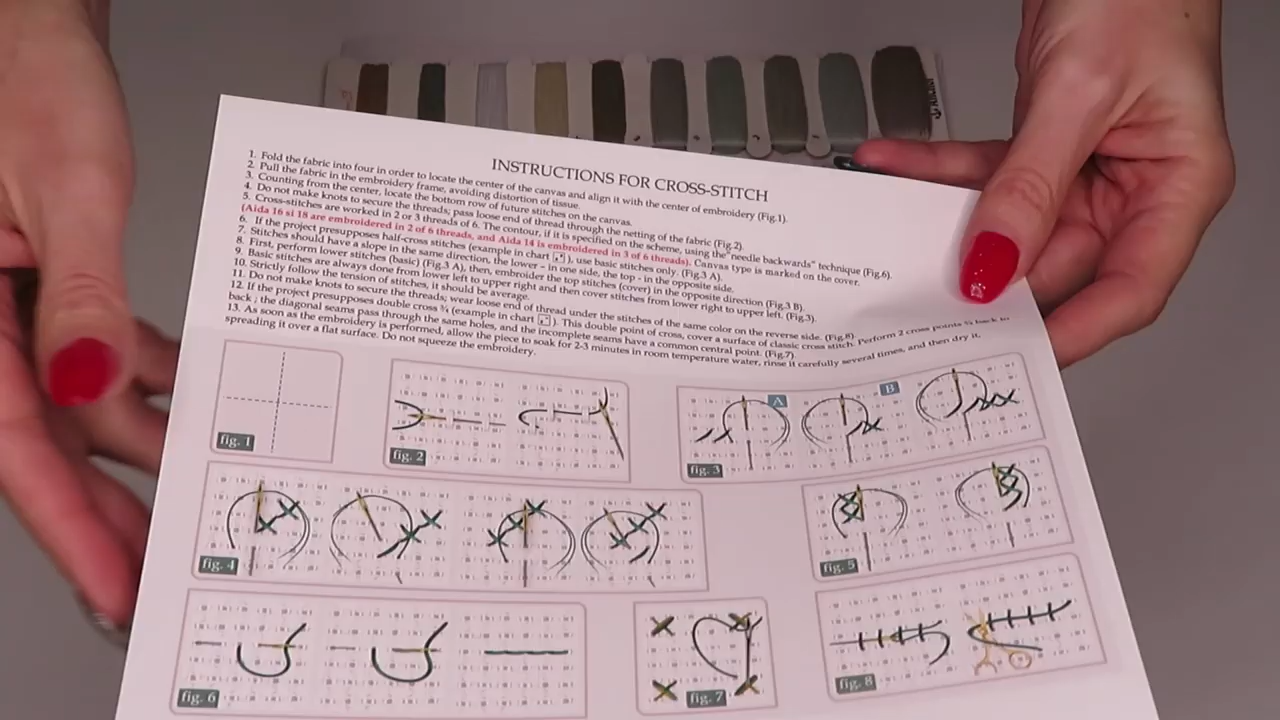 INSTRUCTIONS FOR CROSS-STITCH
1. Fold the fabric into four in order to locate the center of the canvas and align it with the center of embroidery (Fig.1).
2. Pull the fabric in the embroidery frame, avoiding distortion of tissue.
3. Counting from the center, locate the bottom row of future stitches on the canvas.
4. Do not make knots to secure the threads; pass loose end of thread through the netting of the fabric (Fig.2).
5. Cross-stitches are worked in 2 or 3 threads of 6. The contour, if it is specified on the scheme, using the "needle backwards" technique (Fig.6).
(Aida 16 si 18 are embroidered in 2 of 6 threads, and Aida 14 is embroidered in 3 of 6 threads). Canvas type is marked on the cover.
6. If the project presupposes half-cross stitches (example in chart), use basic stitches only. (Fig.3 A).
7. Stitches should have a slope in the same direction, the lower - in one side, the top - in the opposite side.
8. First, perform lower stitches (basic) (Fig.3 A), then, embroider the top stitches (cover) in the opposite direction (Fig.3 B).
9. Basic stitches are always done from lower left to upper right and then cover stitches from lower right to upper left. (Fig.3).
10. Strictly follow the tension of stitches, it should be average.
11. Do not make knots to secure the threads; wear loose end of thread under the stitches of the same color on the reverse side. (Fig.8).
12. If the project presupposes double cross ¾ (example in chart). This double point of cross, cover a surface of classic cross stitch. Perform 2 cross points ¾ back to
back; the diagonal seams pass through the same holes, and the incomplete seams have a common central point. (Fig.7).
13. As soon as the embroidery is performed, allow the piece to soak for 2-3 minutes in room temperature water, rinse it carefully several times, and then dry it,
spreading it over a flat surface. Do not squeeze the embroidery.
fig. 1
fig. 2
A
B
fig. 3
fig. 4
fig. 5
fig. 6
fig. 7
fig. 8